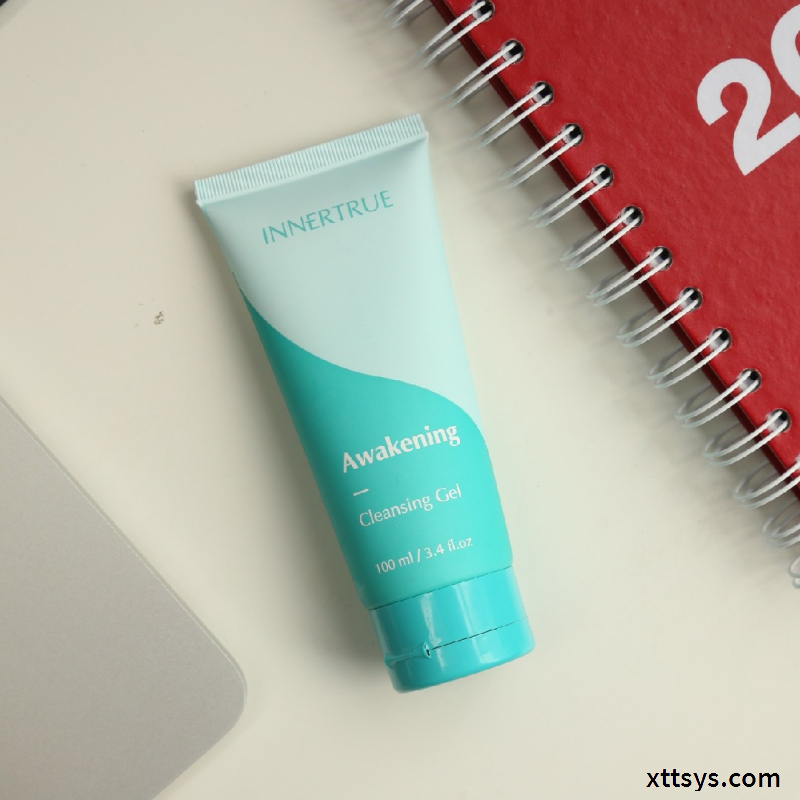 20
INNERTRUE
Awakening
Cleansing Gel
100 ml / 3.4 fl.oz
xttsys.com